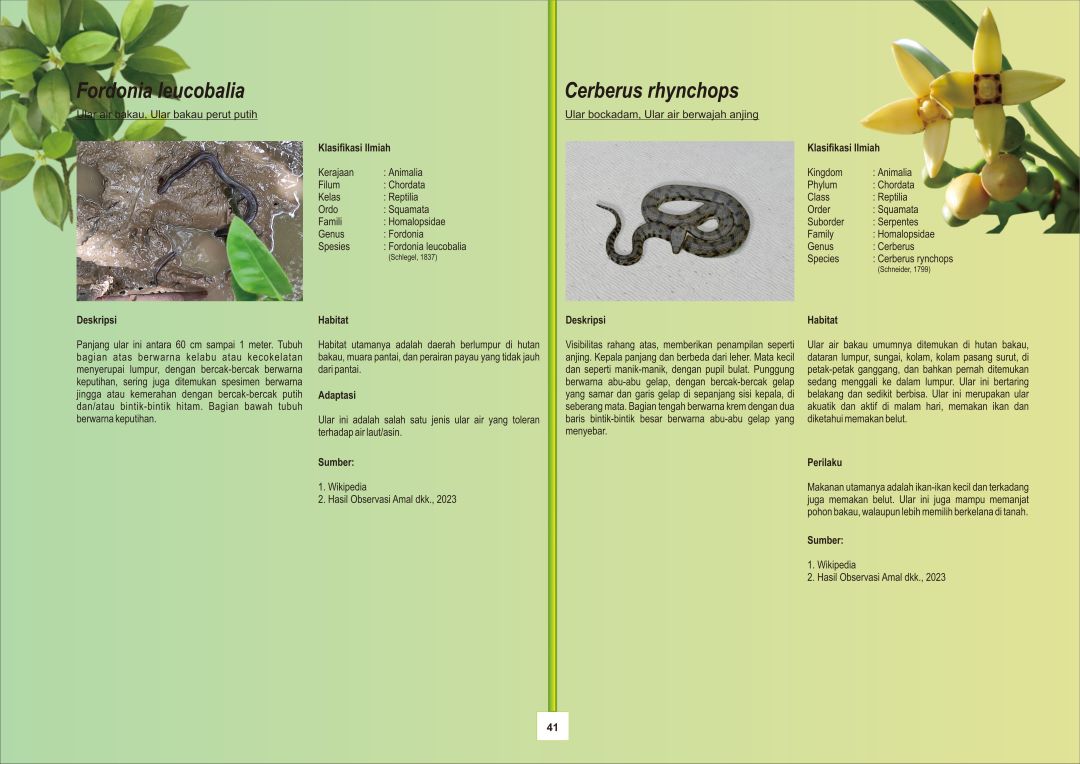 Fordonia leucobalia
Ular air bakau, Ular bakau perut putih
Klasifikasi Ilmiah
Kerajaan : Animalia
Filum : Chordata
Kelas : Reptilia
Ordo : Squamata
Famili : Homalopsidae
Genus : Fordonia
Spesies : Fordonia leucobalia
(Schlegel, 1837)
Deskripsi
Panjang ular ini antara 60 cm sampai 1 meter. Tubuh
bagian atas berwarna kelabu atau kecokelatan
menyerupai lumpur, dengan bercak-bercak berwarna
keputihan, sering juga ditemukan spesimen berwarna
jingga atau kemerahan dengan bercak-bercak putih
dan/atau bintik-bintik hitam. Bagian bawah tubuh
berwarna keputihan.
Habitat
Habitat utamanya adalah daerah berlumpur di hutan
bakau, muara pantai, dan perairan payau yang tidak jauh
dari pantai.
Adaptasi
Ular ini adalah salah satu jenis ular air yang toleran
terhadap air laut/asin.
Sumber:
1. Wikipedia
2. Hasil Observasi Amal dkk., 2023
Cerberus rhynchops
Ular bockadam, Ular air berwajah anjing
Klasifikasi Ilmiah
Kingdom : Animalia
Phylum : Chordata
Class : Reptilia
Order : Squamata
Suborder : Serpentes
Family : Homalopsidae
Genus : Cerberus
Species : Cerberus rynchops
(Schneider, 1799)
Deskripsi
Visibilitas rahang atas, memberikan penampilan seperti
anjing. Kepala panjang dan berbeda dari leher. Mata kecil
dan seperti manik-manik, dengan pupil bulat. Punggung
berwarna abu-abu gelap, dengan bercak-bercak gelap
yang samar dan garis gelap di sepanjang sisi kepala, di
seberang mata. Bagian tengah berwarna krem dengan dua
baris bintik-bintik besar berwarna abu-abu gelap yang
menyebar.
Habitat
Ular air bakau umumnya ditemukan di hutan bakau,
dataran lumpur, sungai, kolam, kolam pasang surut, di
petak-petak ganggang, dan bahkan pernah ditemukan
sedang menggali ke dalam lumpur. Ular ini bertaring
belakang dan sedikit berbisa. Ular ini merupakan ular
akuatik dan aktif di malam hari, memakan ikan dan
diketahui memakan belut.
Perilaku
Makanan utamanya adalah ikan-ikan kecil dan terkadang
juga memakan belut. Ular ini juga mampu memanjat
pohon bakau, walaupun lebih memilih berkelana di tanah.
Sumber:
1. Wikipedia
2. Hasil Observasi Amal dkk., 2023
41